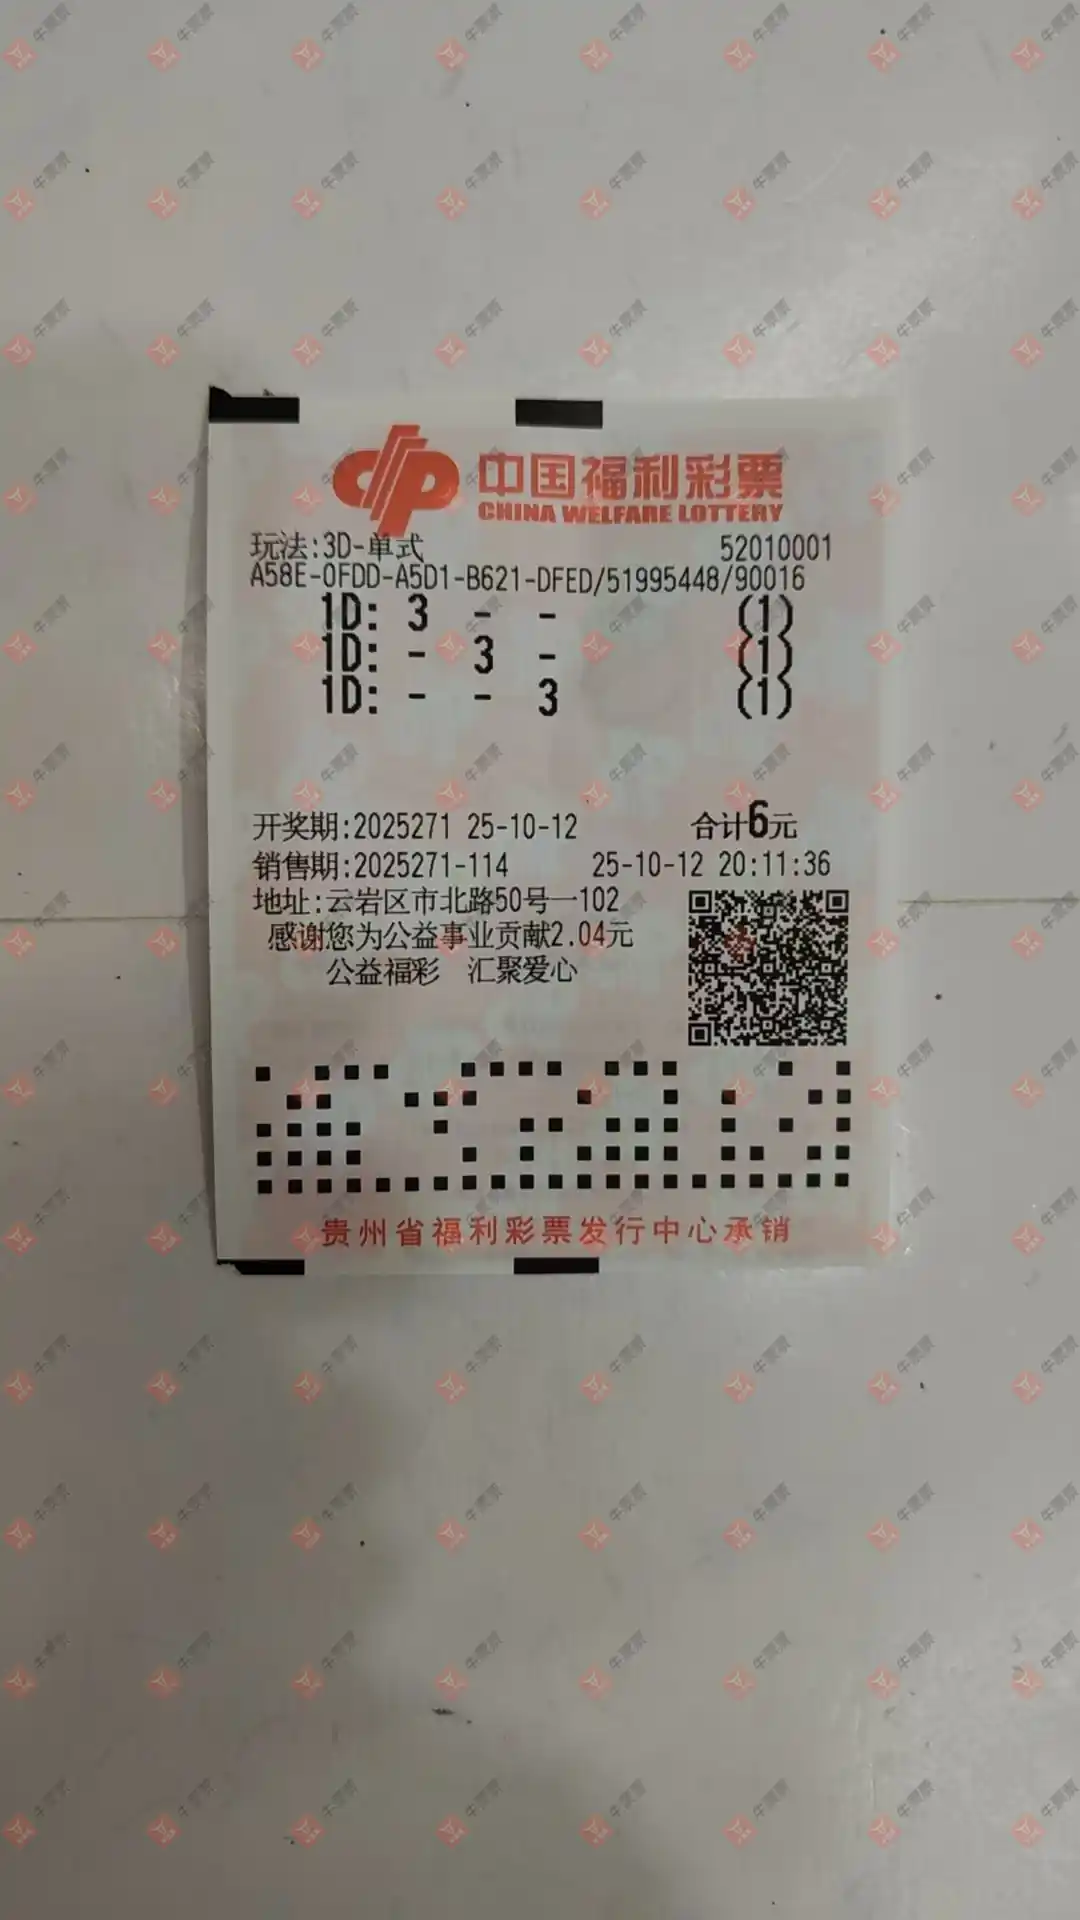 中国福利彩票
CHINA WELFARE LOTTERY
玩法:3D-单式 52010001
A58E-0FDD-A5D1-B621-DFED/51995448/90016
1D: 3 - - (1)
1D: - 3 - (1)
1D: - - 3 (1)
开奖期:2025271 25-10-12 合计6元
销售期:2025271-114 25-10-12 20:11:36
地址:云岩区市北路50号一102
感谢您为公益事业贡献2.04元
公益福彩 汇聚爱心
贵州省福利彩票发行中心承销
牛票票